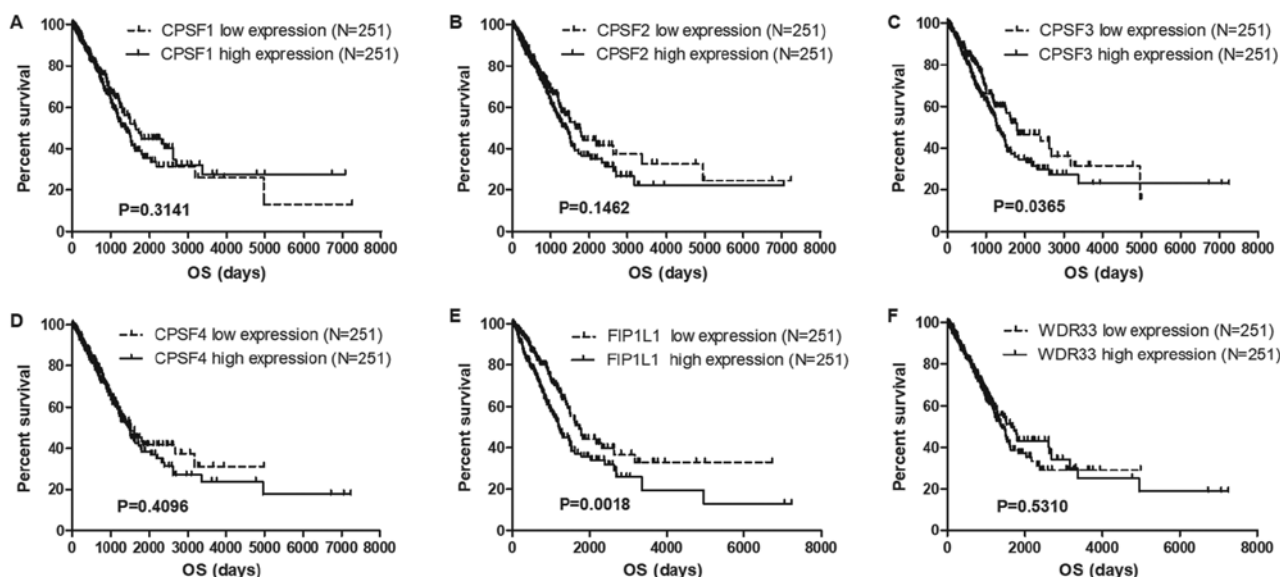 A
CPSF1 low expression (N=251)
CPSF1 high expression (N=251)
Percent survival
100
80
60
40
20
0
P=0.3141
0 1000 2000 3000 4000 5000 6000 7000 8000
OS (days)
B
CPSF2 low expression (N=251)
CPSF2 high expression (N=251)
Percent survival
100
80
60
40
20
0
P=0.1462
0 1000 2000 3000 4000 5000 6000 7000 8000
OS (days)
C
CPSF3 low expression (N=251)
CPSF3 high expression (N=251)
Percent survival
100
80
60
40
20
0
P=0.0365
0 1000 2000 3000 4000 5000 6000 7000 8000
OS (days)
D
CPSF4 low expression (N=251)
CPSF4 high expression (N=251)
Percent survival
100
80
60
40
20
0
P=0.4096
0 1000 2000 3000 4000 5000 6000 7000 8000
OS (days)
E
FIP1L1 low expression (N=251)
FIP1L1 high expression (N=251)
Percent survival
100
80
60
40
20
0
P=0.0018
0 2000 4000 6000 8000
OS (days)
F
WDR33 low expression (N=251)
WDR33 high expression (N=251)
Percent survival
100
80
60
40
20
0
P=0.5310
0 2000 4000 6000 8000
OS (days)